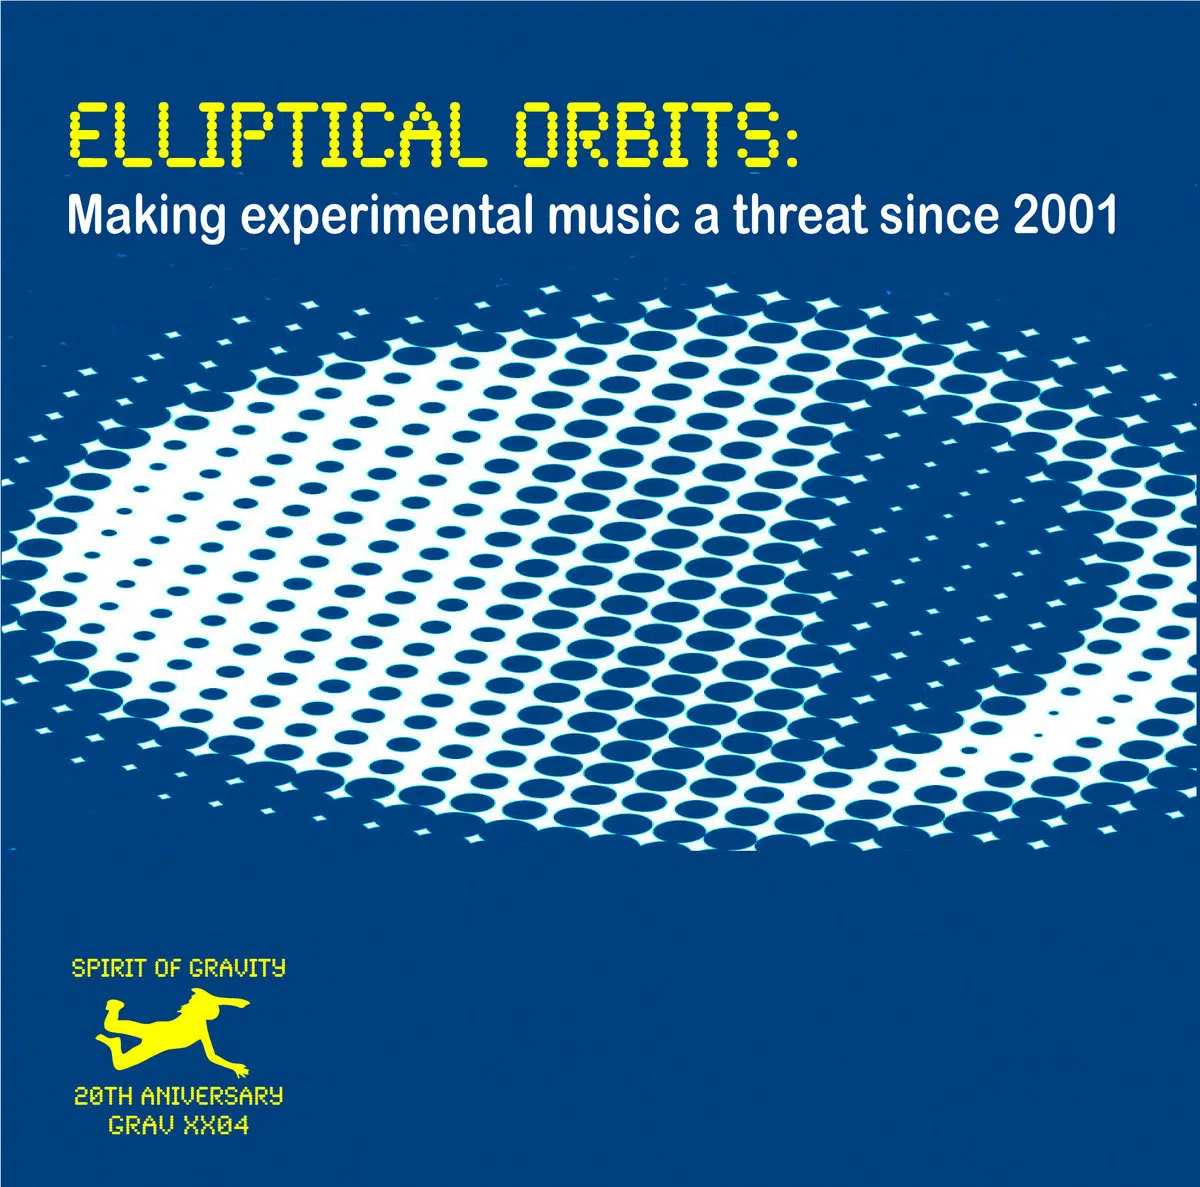 ELLIPTICAL ORBITS:
Making experimental music a threat since 2001
SPIRIT OF GRAVITY
20TH ANIVERSARY
GRAV XX04